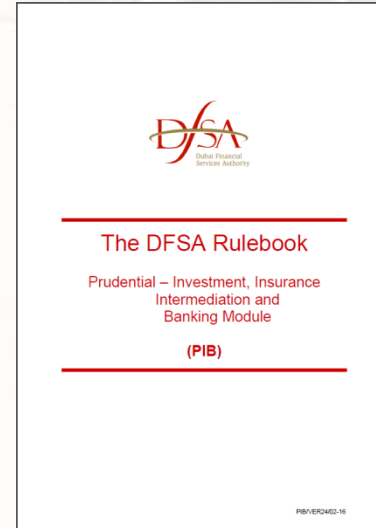 DFSA
Dubai Financial
Services Authority
The DFSA Rulebook
Prudential – Investment, Insurance
Intermediation and
Banking Module
(PIB)
PIB/VER24/02-16